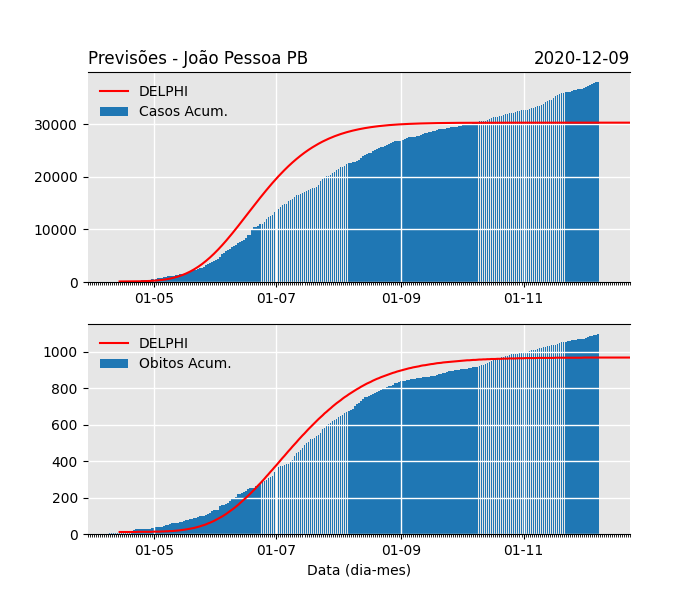 Previsões - João Pessoa PB 2020-12-09
DELPHI
Casos Acum.
30000
20000
10000
0
01-05 01-07 01-09 01-11
DELPHI
Obitos Acum.
1000
800
600
400
200
0
01-05 01-07 01-09 01-11
Data (dia-mes)